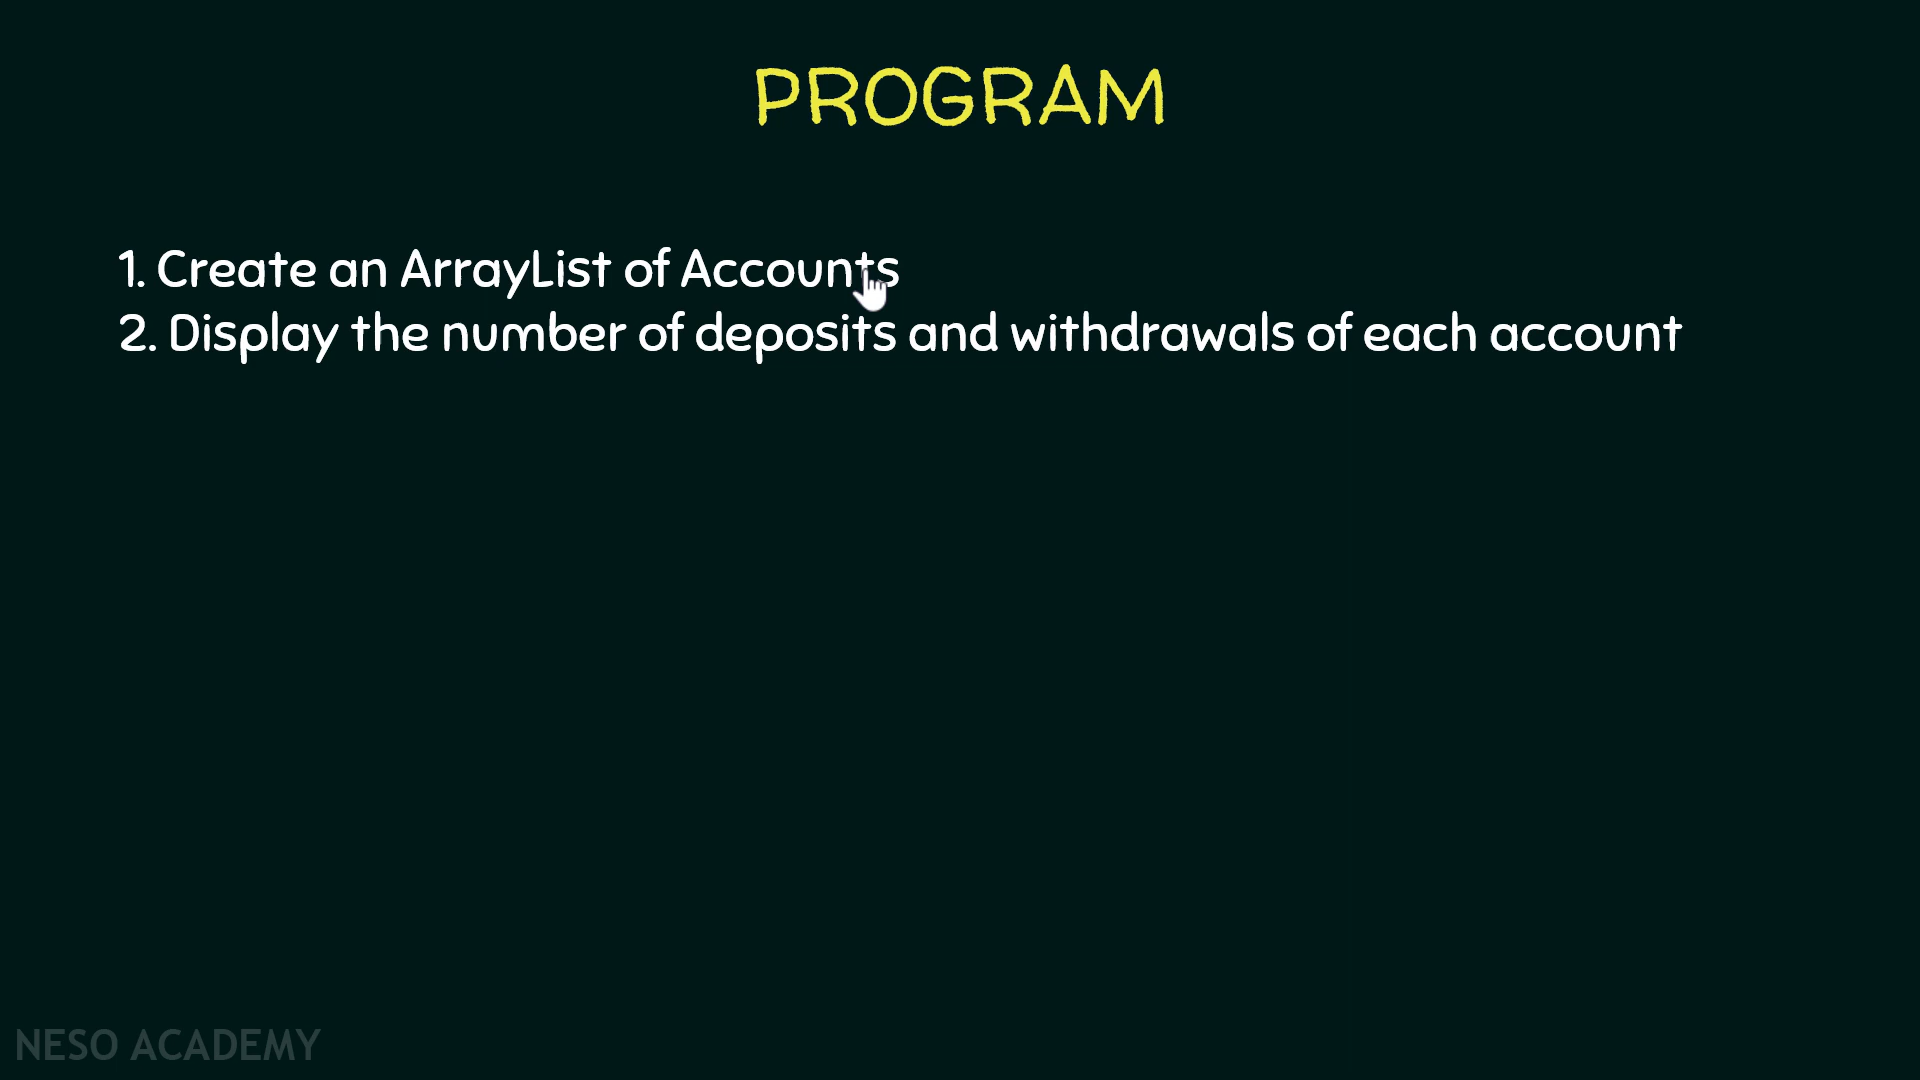 PROGRAM
1. Create an ArrayList of Accounts
2. Display the number of deposits and withdrawals of each account
NESO ACADEMY